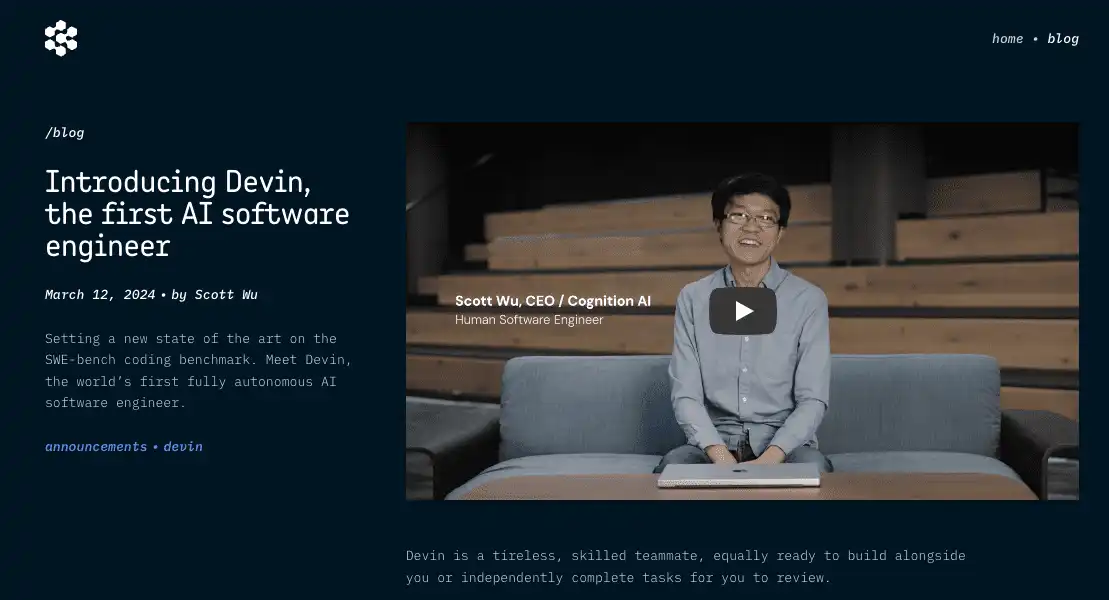 home • blog
/blog
Introducing Devin,
the first AI software
engineer
March 12, 2024 • by Scott Wu
Setting a new state of the art on the
SWE-bench coding benchmark. Meet Devin,
the world’s first fully autonomous AI
software engineer.
announcements • devin
Scott Wu, CEO / Cognition AI
Human Software Engineer
Devin is a tireless, skilled teammate, equally ready to build alongside
you or independently complete tasks for you to review.